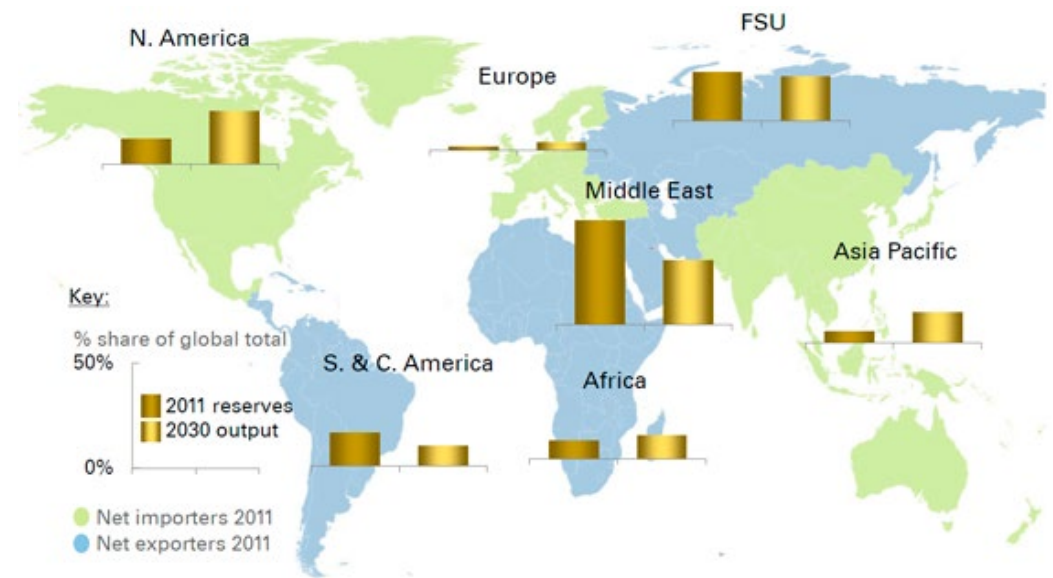 FSU
N. America
Europe
Middle East
Asia Pacific
Key:
% share of global total
50%
S. & C. America
Africa
2011 reserves
2030 output
0%
Net importers 2011
Net exporters 2011